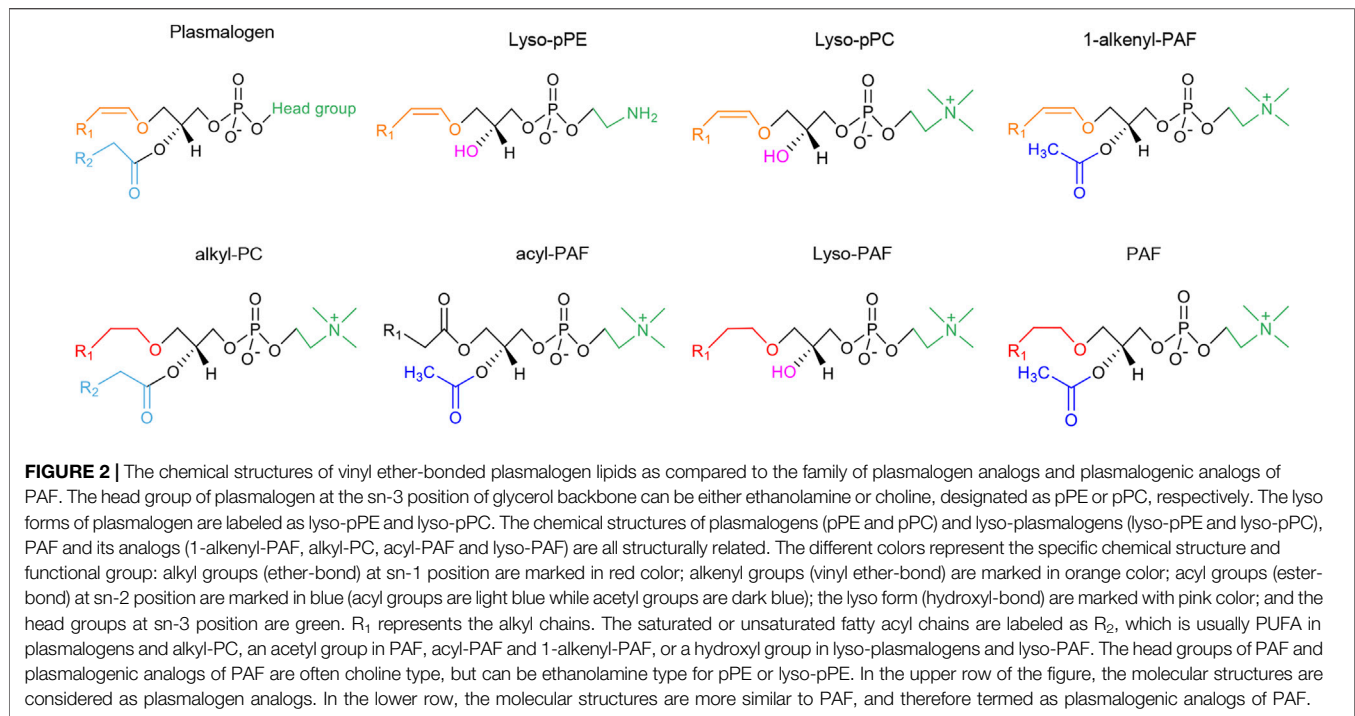 Plasmalogen
Lyso-pPE
Lyso-pPC
1-alkenyl-PAF
R1 O O H O P O O- O Head group R2 O
R1 O HO H O P O O- O NH2
R1 O HO H O P O O- O N+
R1 O H3C O O H O P O O- O N+
alkyl-PC
acyl-PAF
Lyso-PAF
PAF
R1 O R2 O O H O P O O- O N+
R1 O O H3C O O H O P O O- O N+
R1 O HO H O P O O- O N+
R1 O H3C O O H O P O O- O N+
FIGURE 2 | The chemical structures of vinyl ether-bonded plasmalogen lipids as compared to the family of plasmalogen analogs and plasmalogenic analogs of
PAF. The head group of plasmalogen at the sn-3 position of glycerol backbone can be either ethanolamine or choline, designated as pPE or pPC, respectively. The lyso
forms of plasmalogen are labeled as lyso-pPE and lyso-pPC. The chemical structures of plasmalogens (pPE and pPC) and lyso-plasmalogens (lyso-pPE and lyso-pPC),
PAF and its analogs (1-alkenyl-PAF, alkyl-PC, acyl-PAF and lyso-PAF) are all structurally related. The different colors represent the specific chemical structure and
functional group: alkyl groups (ether-bond) at sn-1 position are marked in red color; alkenyl groups (vinyl ether-bond) are marked in orange color; acyl groups (ester-
bond) at sn-2 position are marked in blue (acyl groups are light blue while acetyl groups are dark blue); the lyso form (hydroxyl-bond) are marked with pink color; and the
head groups at sn-3 position are green. R1 represents the alkyl chains. The saturated or unsaturated fatty acyl chains are labeled as R2, which is usually PUFA in
plasmalogens and alkyl-PC, an acetyl group in PAF, acyl-PAF and 1-alkenyl-PAF, or a hydroxyl group in lyso-plasmalogens and lyso-PAF. The head groups of PAF and
plasmalogenic analogs of PAF are often choline type, but can be ethanolamine type for pPE or lyso-pPE. In the upper row of the figure, the molecular structures are
considered as plasmalogen analogs. In the lower row, the molecular structures are more similar to PAF, and therefore termed as plasmalogenic analogs of PAF.